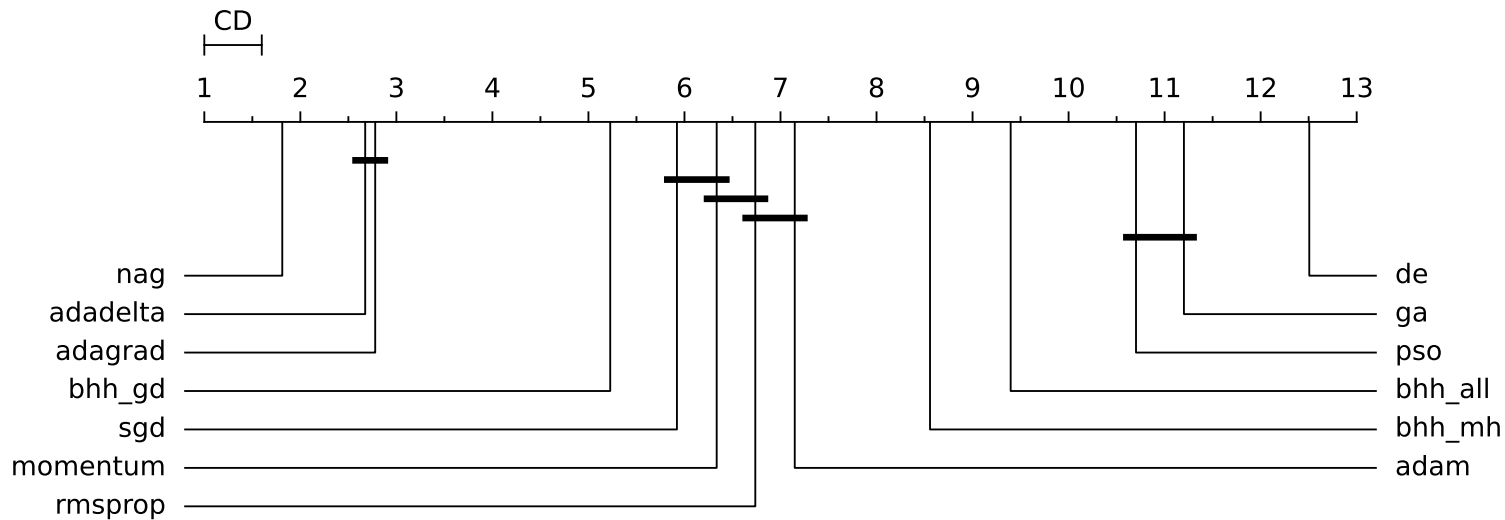 CD
1 2 3 4 5 6 7 8 9 10 11 12 13
nag de
adadelta ga
adagrad pso
bhh_gd bhh_all
sgd bhh_mh
momentum adam
rmsprop